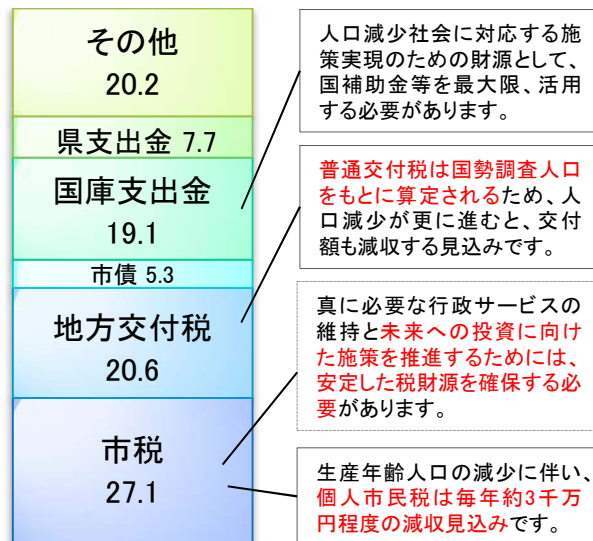 その他
20.2
県支出金 7.7
国庫支出金
19.1
市債 5.3
地方交付税
20.6
市税
27.1
人口減少社会に対応する施
策実現のための財源として、
国補助金等を最大限、活用
する必要があります。
普通交付税は国勢調査人口
をもとに算定されるため、人
口減少が更に進むと、交付
額も減収する見込みです。
真に必要な行政サービスの
維持と未来への投資に向け
た施策を推進するためには、
安定した税財源を確保する必
要があります。
生産年齢人口の減少に伴い、
個人市民税は毎年約3千万
円程度の減収見込みです。